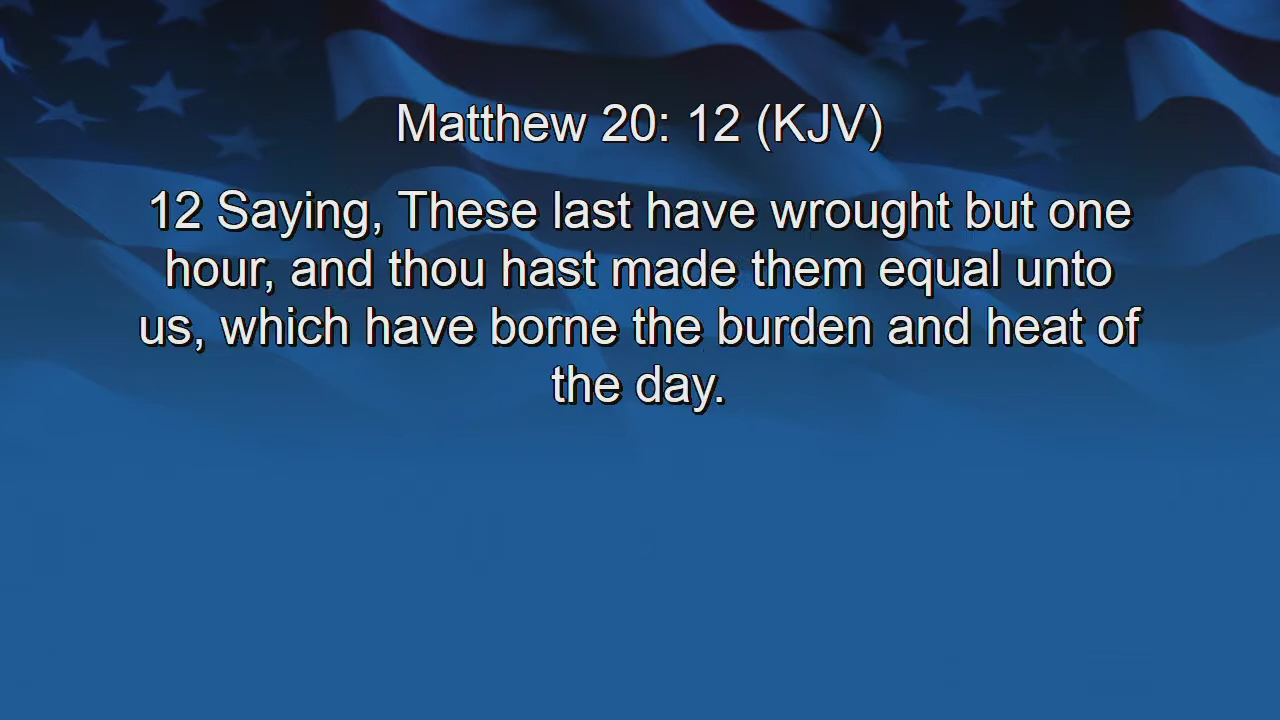 Matthew 20: 12 (KJV)
12 Saying, These last have wrought but one
hour, and thou hast made them equal unto
us, which have borne the burden and heat of
the day.